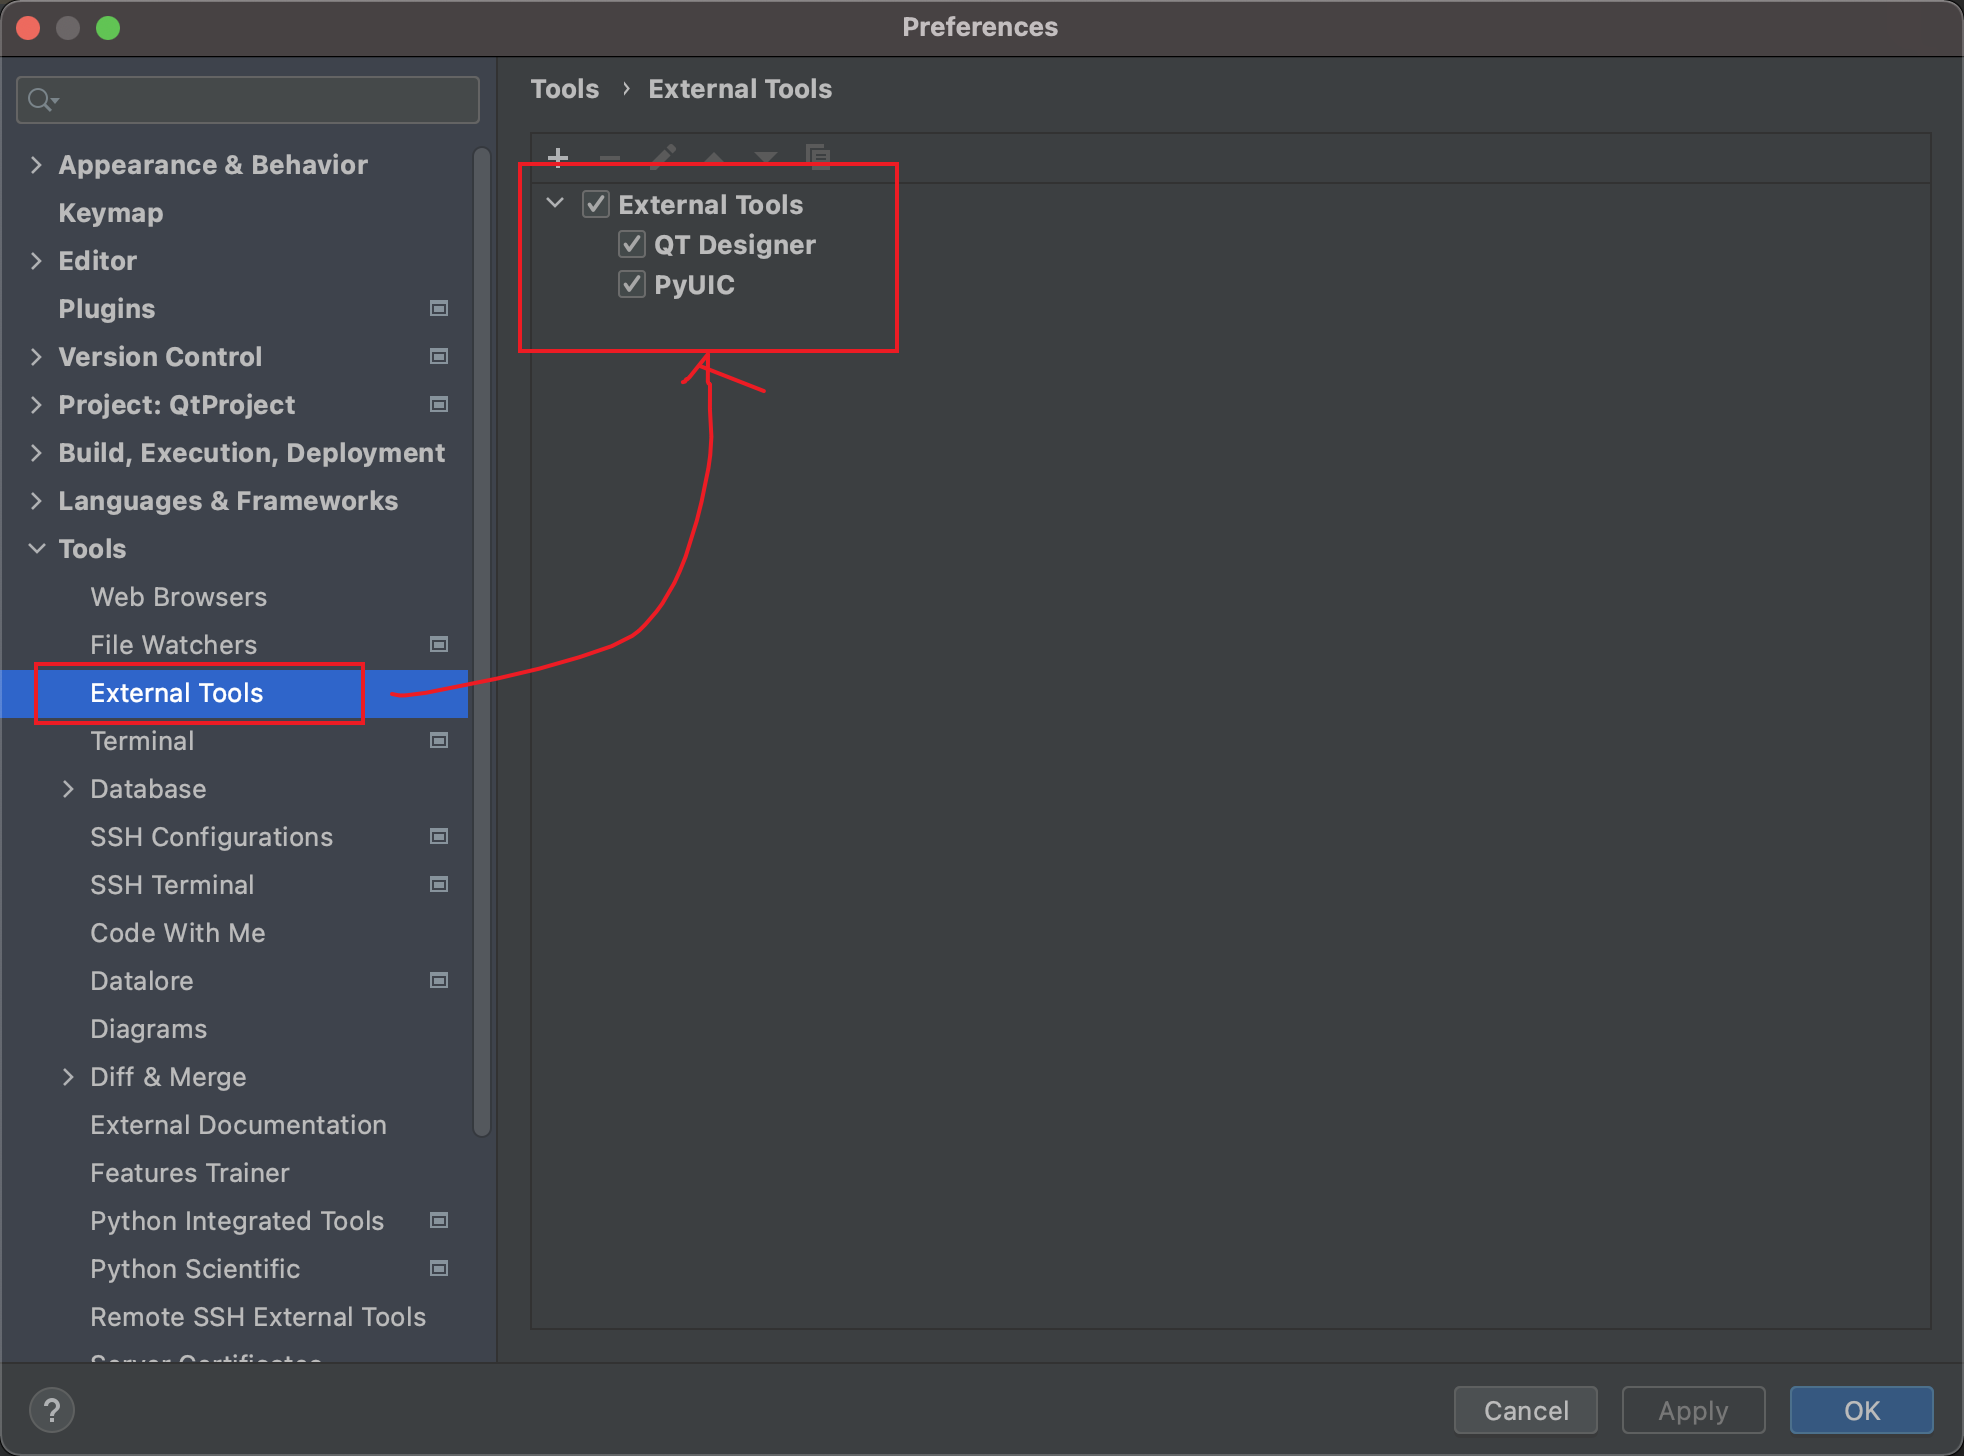 Preferences
Tools › External Tools
Appearance & Behavior
Keymap
Editor
Plugins
Version Control
Project: QtProject
Build, Execution, Deployment
Languages & Frameworks
Tools
Web Browsers
File Watchers
External Tools
Terminal
Database
SSH Configurations
SSH Terminal
Code With Me
Datalore
Diagrams
Diff & Merge
External Documentation
Features Trainer
Python Integrated Tools
Python Scientific
Remote SSH External Tools
Server Certificates
External Tools
QT Designer
PyUIC
?
Cancel
Apply
OK